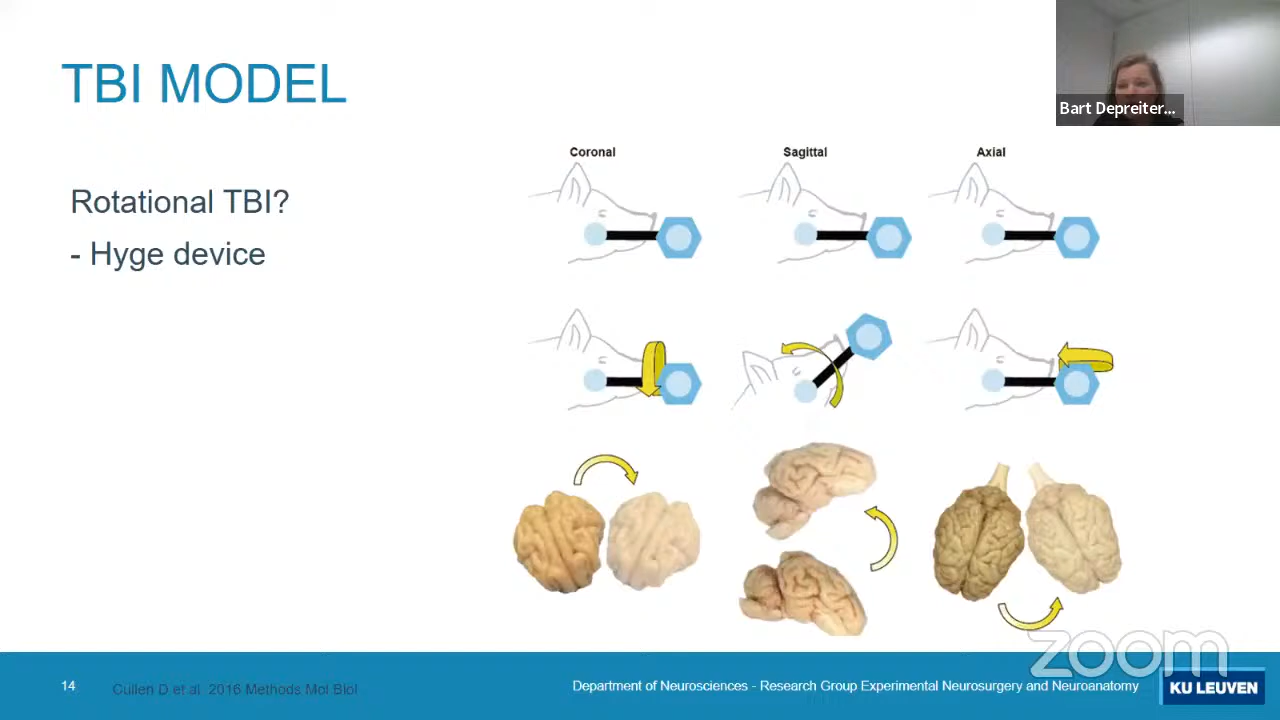 TBI MODEL
Bart Depreiter...
Coronal
Sagittal
Axial
Rotational TBI?
- Hyge device
zoom
14
Cullen D et al. 2016 Methods Mol Biol
Department of Neurosciences - Research Group Experimental Neurosurgery and Neuroanatomy
KU LEUVEN